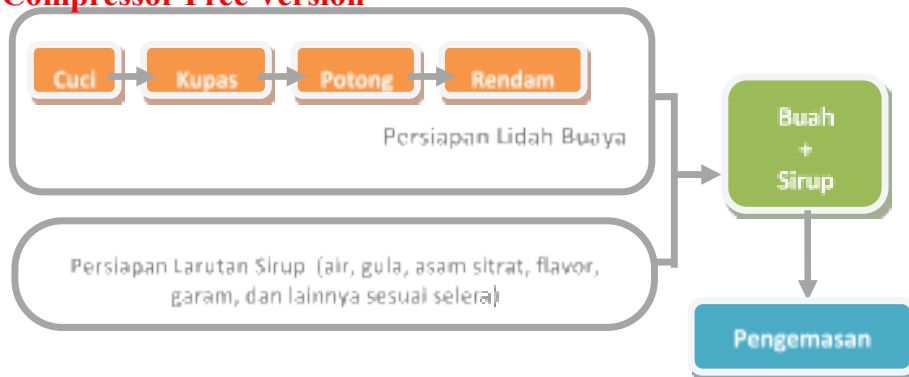 Compressor Free Version
Cuci
Kupas
Potong
Rendam
Persiapan Lidah Buaya
Buah
+
Sirup
Persiapan Larutan Sirup (air, gula, asam sitrat, flavor,
garam, dan lainnya sesuai selera)
Pengemasan